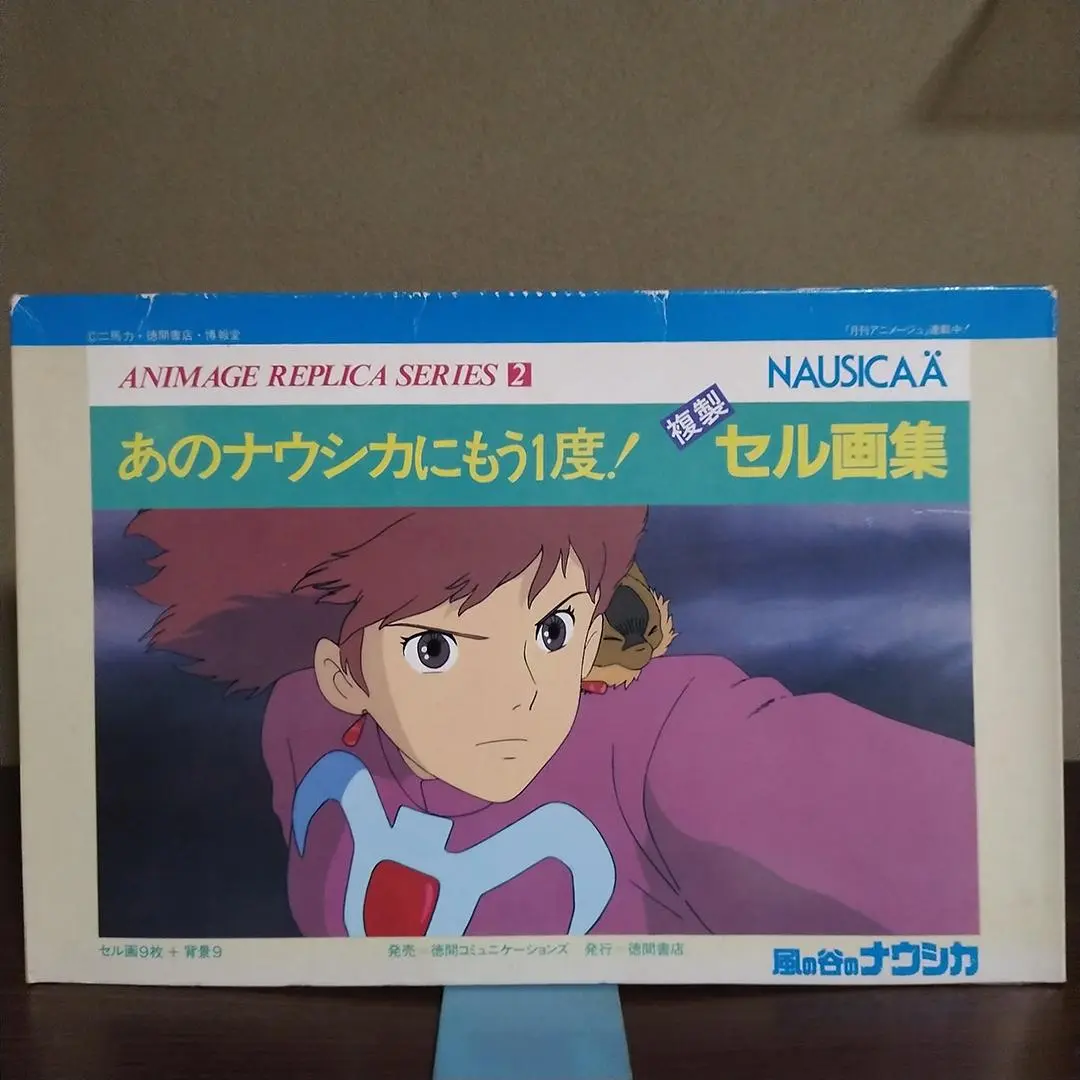 ©二馬力・徳間書店・博報堂
「月刊アニメージュ」連載中!
ANIMAGE REPLICA SERIES 2
NAUSICAÄ
あのナウシカにもう1度!
複製
セル画集
セル画9枚+背景9
発売=徳間コミュニケーションズ 発行=徳間書店
風の谷のナウシカ